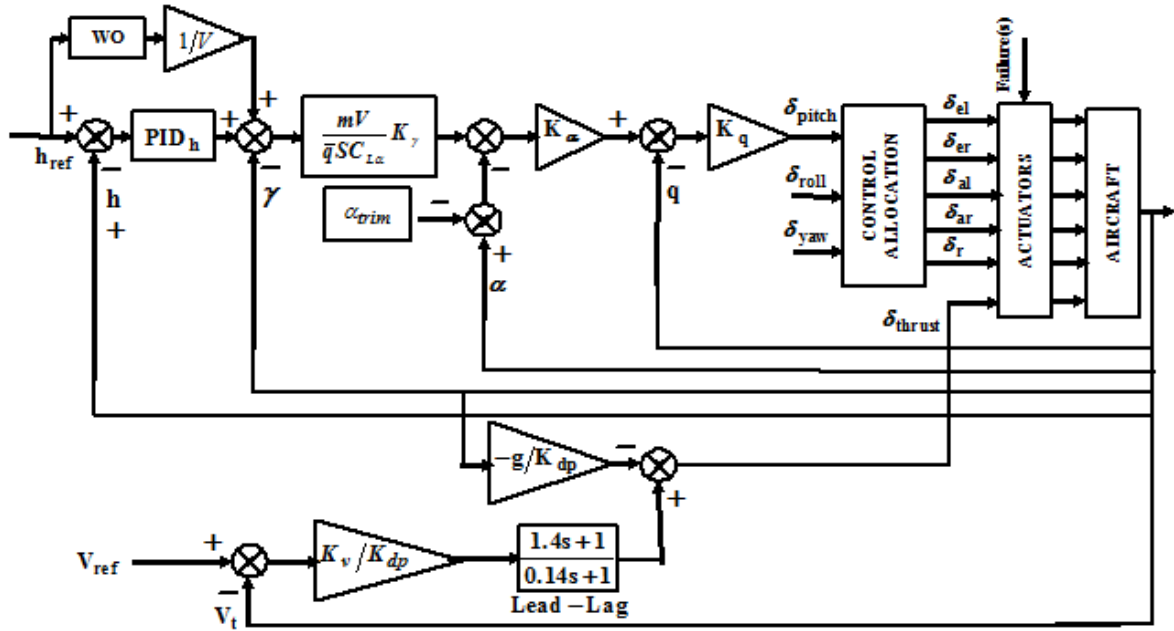 WO
1/V
+
+
+
+
h_ref
PID_h
−
h
+
−
γ
mV
q̄SC_Lα
K_γ
−
−
α_trim
+
α
K_α
+
−
q
K_q
δ_pitch
δ_roll
δ_yaw
CONTROL
ALLOCATION
δ_el
δ_er
δ_al
δ_ar
δ_r
δ_thrust
Failure(s)
ACTUATORS
AIRCRAFT
−g/K_dp
−
+
V_ref
+
−
V_t
K_v/K_dp
1.4s+1
0.14s+1
Lead−Lag